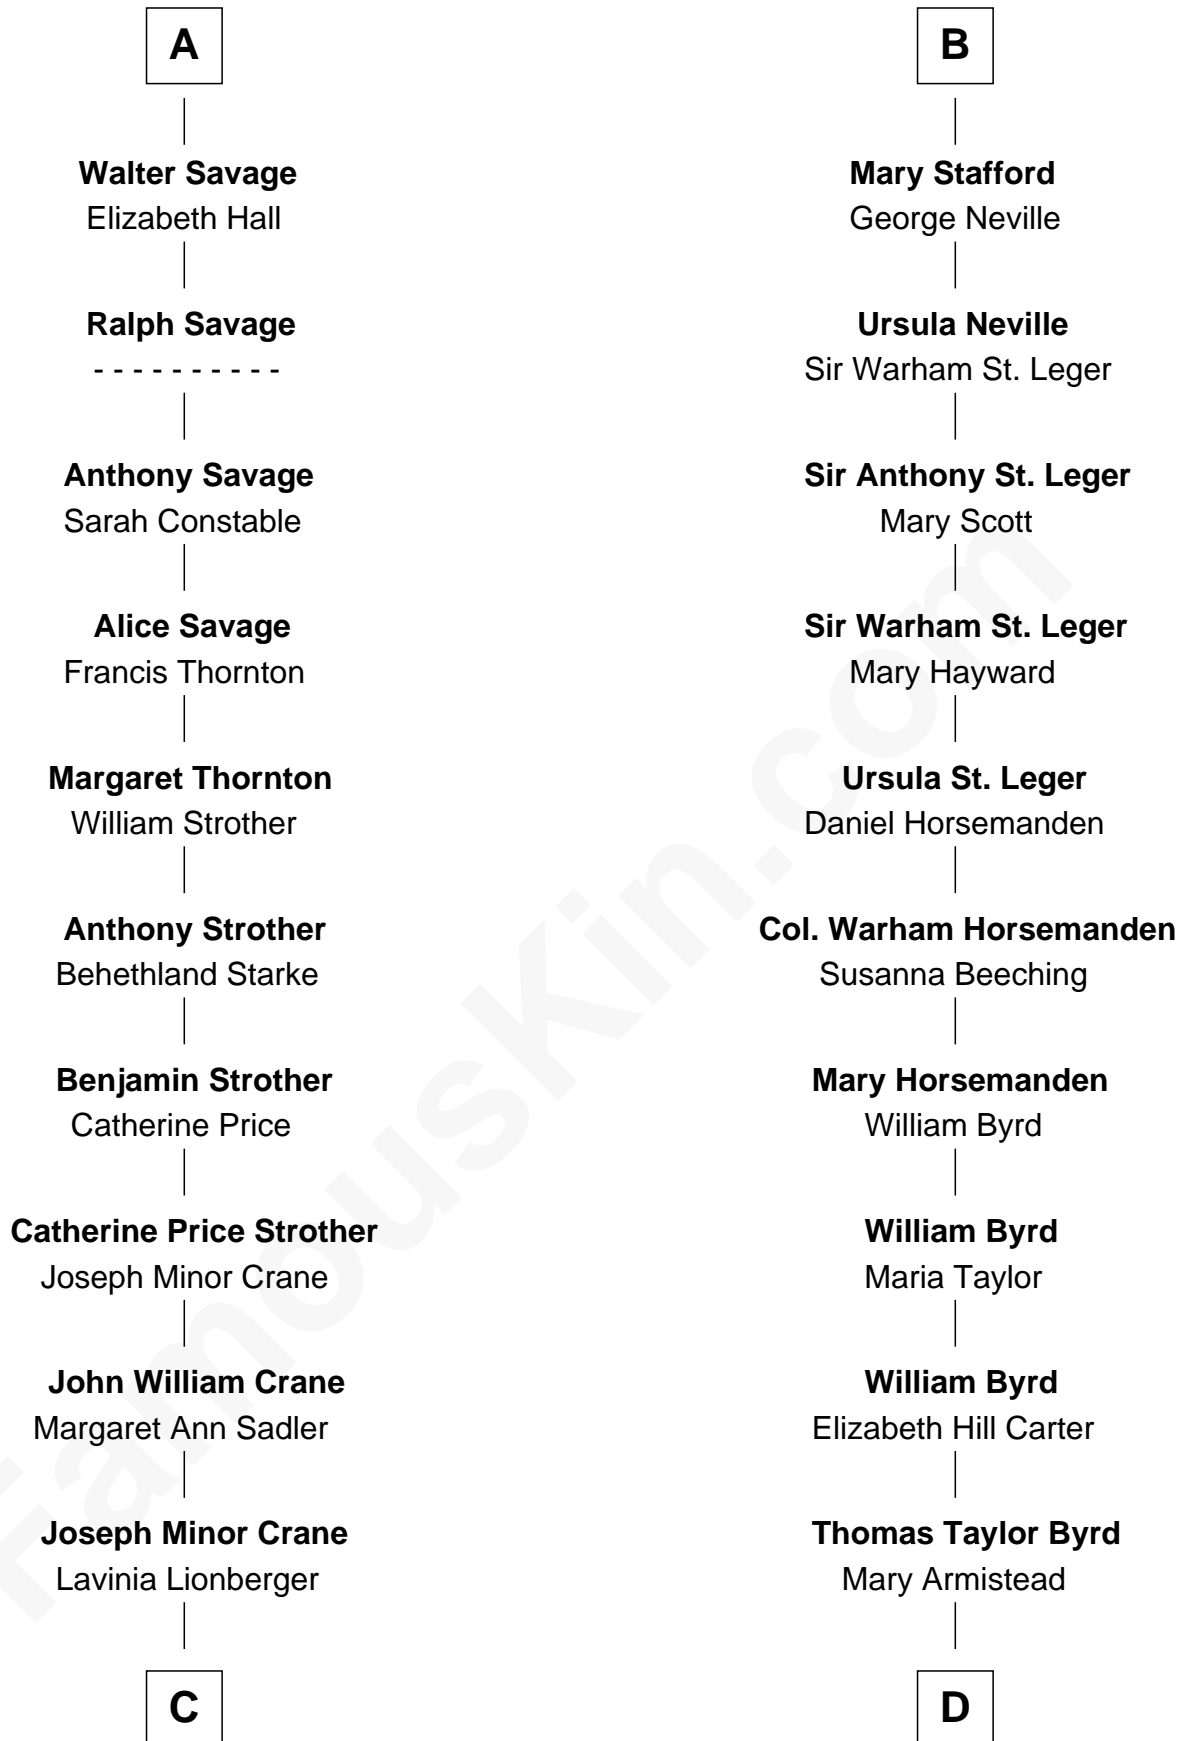 A
Walter Savage
Elizabeth Hall
Ralph Savage
- - - - - - - - - -
Anthony Savage
Sarah Constable
Alice Savage
Francis Thornton
Margaret Thornton
William Strother
Anthony Strother
Behethland Starke
Benjamin Strother
Catherine Price
Catherine Price Strother
Joseph Minor Crane
John William Crane
Margaret Ann Sadler
Joseph Minor Crane
Lavinia Lionberger
C
B
Mary Stafford
George Neville
Ursula Neville
Sir Warham St. Leger
Sir Anthony St. Leger
Mary Scott
Sir Warham St. Leger
Mary Hayward
Ursula St. Leger
Daniel Horsemanden
Col. Warham Horsemanden
Susanna Beeching
Mary Horsemanden
William Byrd
William Byrd
Maria Taylor
William Byrd
Elizabeth Hill Carter
Thomas Taylor Byrd
Mary Armistead
D
FamousKin.com